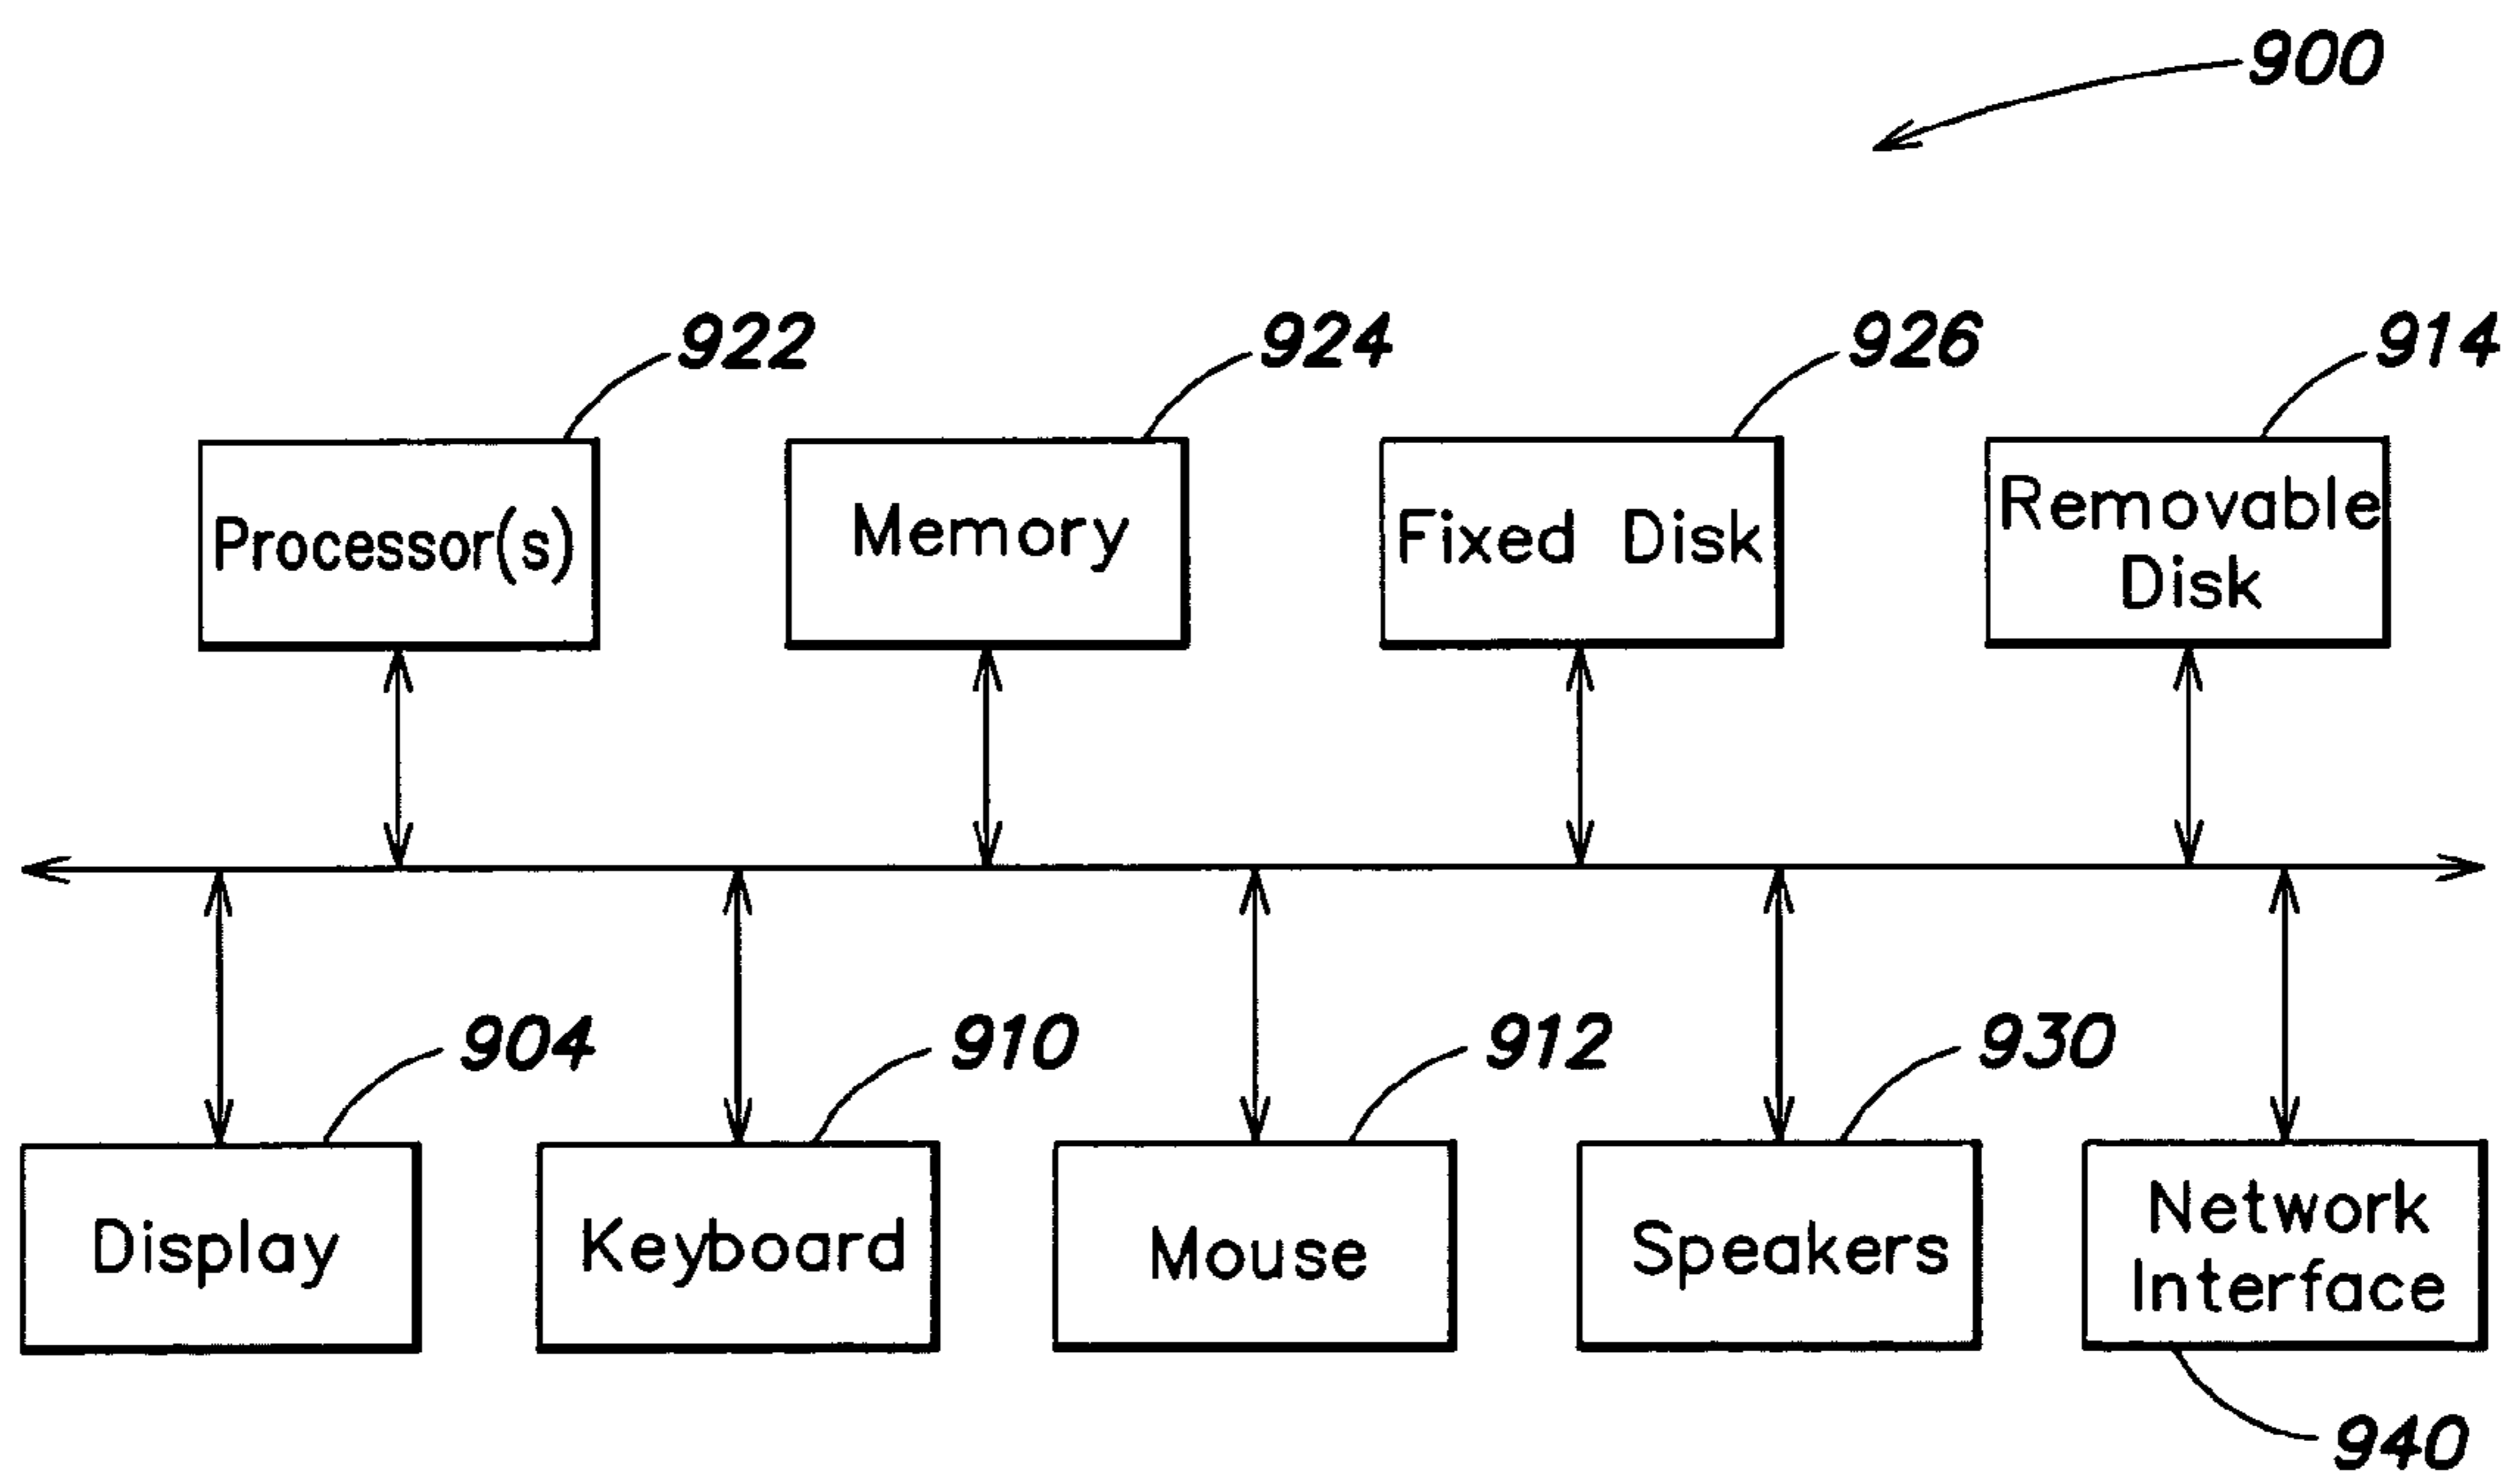 900
922
924
926
914
Processor(s)
Memory
Fixed Disk
Removable
Disk
904
910
912
930
Display
Keyboard
Mouse
Speakers
Network
Interface
940